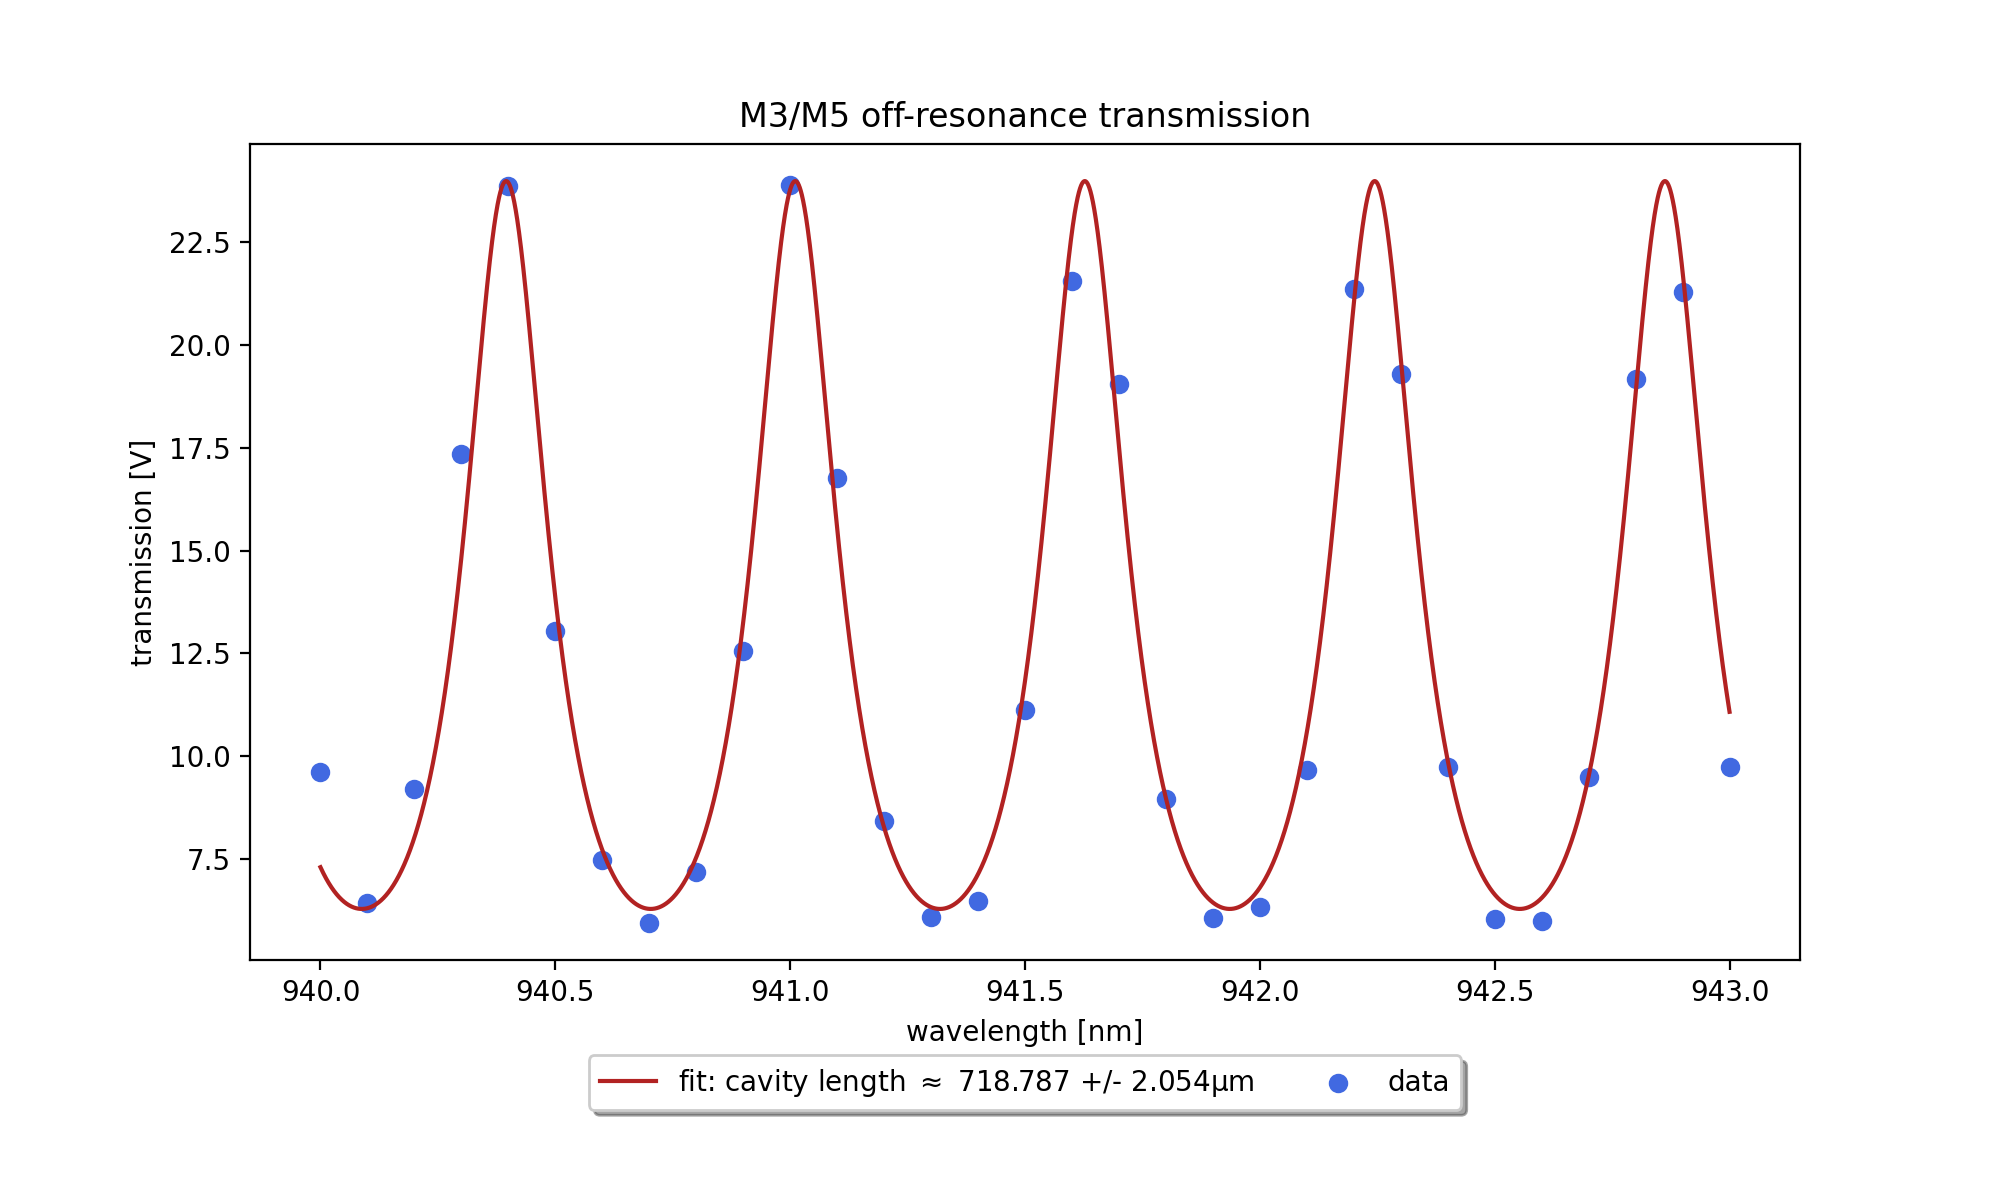 M3/M5 off-resonance transmission
transmission [V]
22.5
20.0
17.5
15.0
12.5
10.0
7.5
940.0 940.5 941.0 941.5 942.0 942.5 943.0
wavelength [nm]
fit: cavity length ≈ 718.787 +/- 2.054μm data